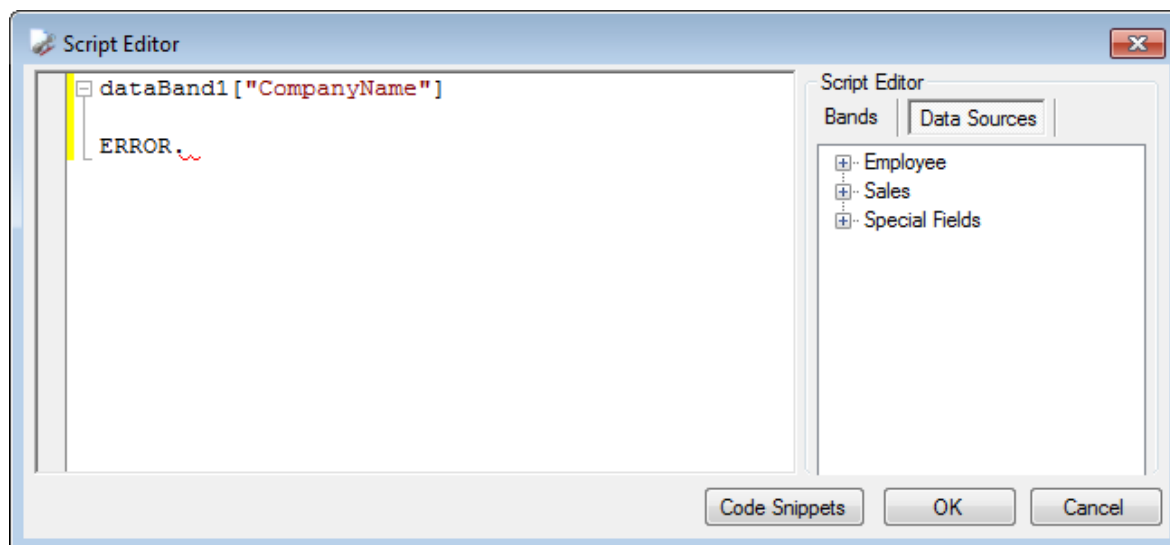 Script Editor
dataBand1["CompanyName"]
ERROR.
Script Editor
Bands Data Sources
Employee
Sales
Special Fields
Code Snippets OK Cancel